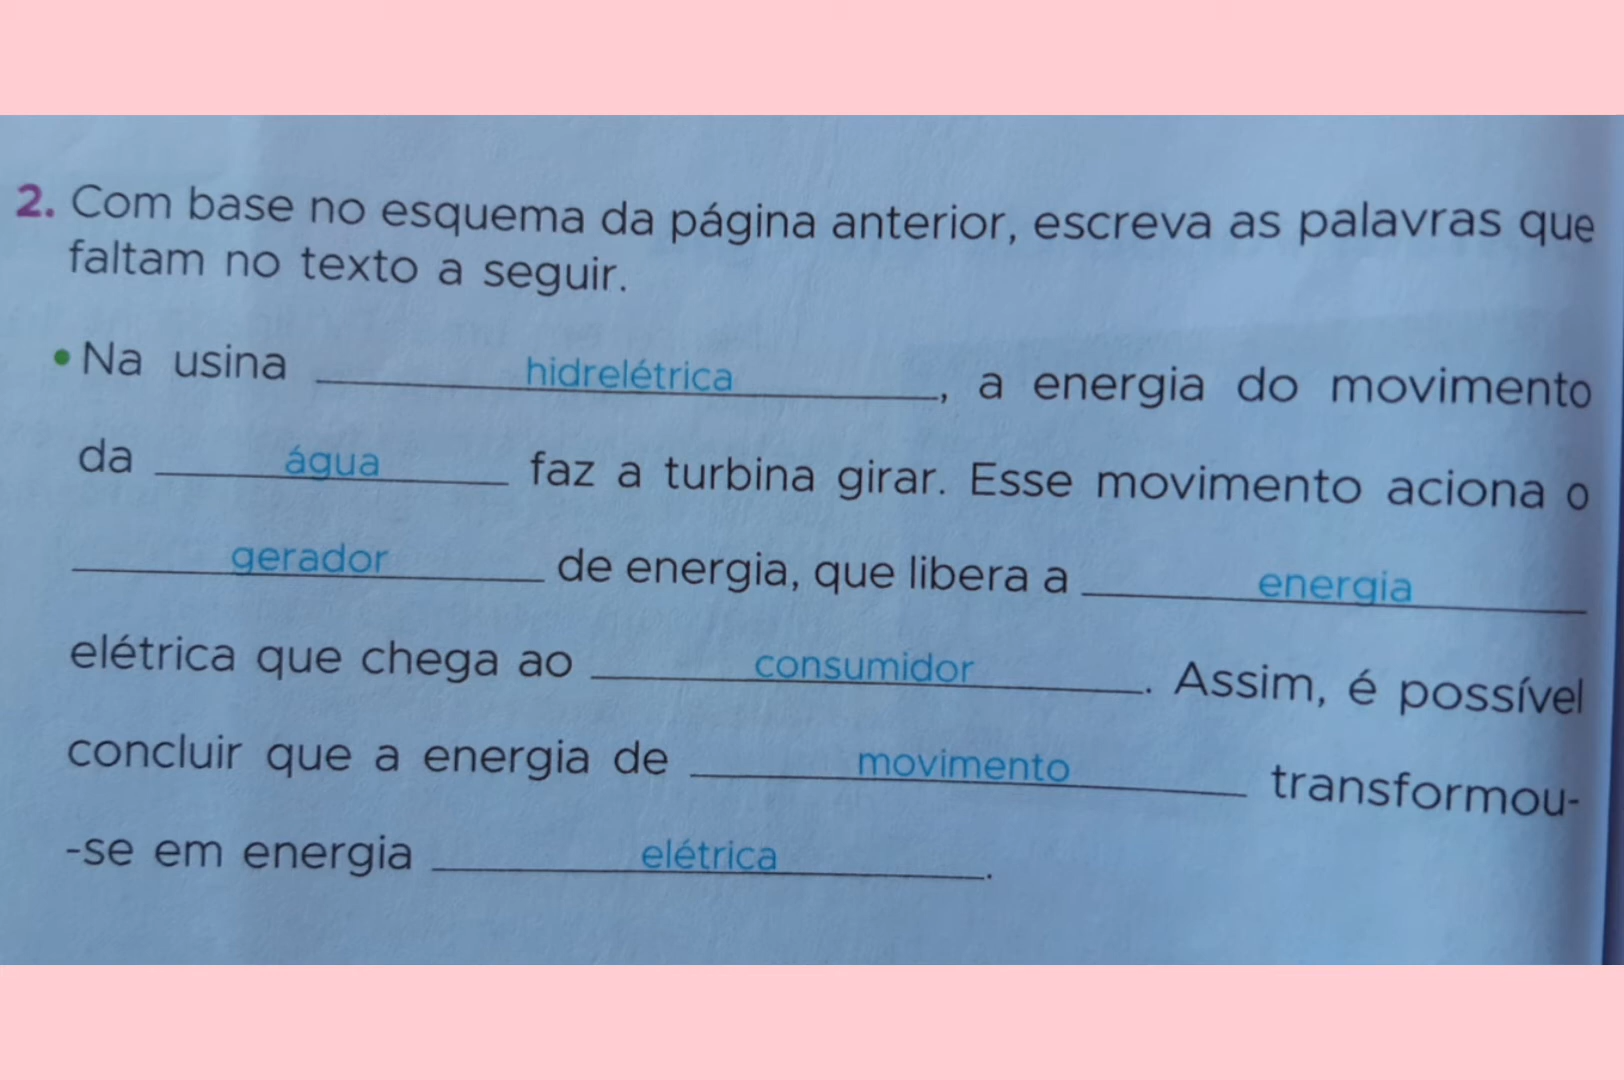 2. Com base no esquema da página anterior, escreva as palavras que
faltam no texto a seguir.
• Na usina hidrelétrica, a energia do movimento
da água faz a turbina girar. Esse movimento aciona o
gerador de energia, que libera a energia
elétrica que chega ao consumidor. Assim, é possível
concluir que a energia de movimento transformou-
-se em energia elétrica.